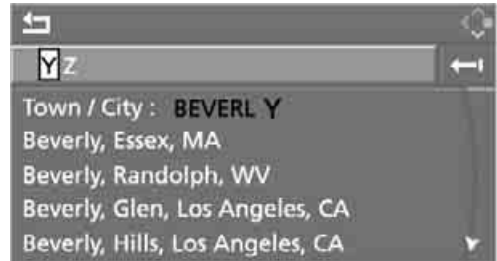 Y Z
Town / City : BEVERL Y
Beverly, Essex, MA
Beverly, Randolph, WV
Beverly, Glen, Los Angeles, CA
Beverly, Hills, Los Angeles, CA